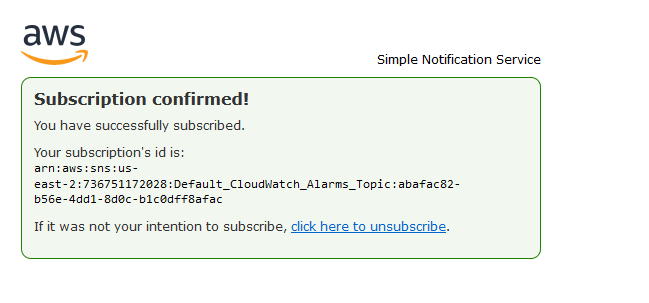 aws
Simple Notification Service
Subscription confirmed!
You have successfully subscribed.
Your subscription's id is:
arn:aws:sns:us-
east-2:736751172028:Default_CloudWatch_Alarms_Topic:abafac82-
b56e-4dd1-8d0c-b1c0dff8afac
If it was not your intention to subscribe, click here to unsubscribe.